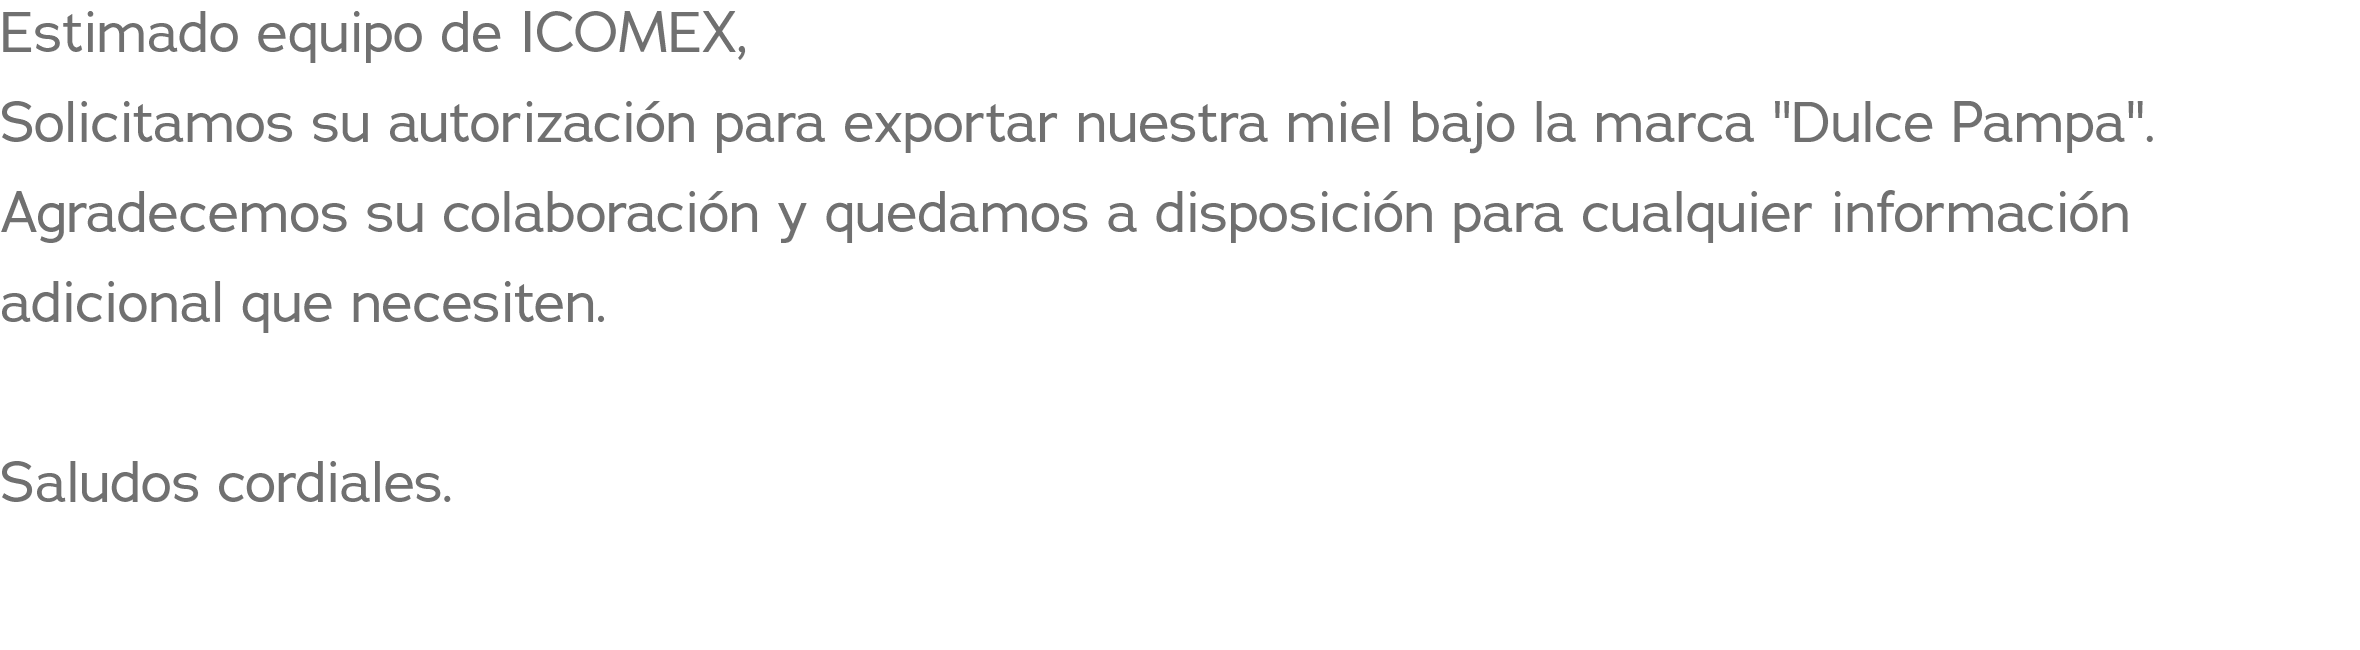 Estimado equipo de ICOMEX,
Solicitamos su autorización para exportar nuestra miel bajo la marca "Dulce Pampa".
Agradecemos su colaboración y quedamos a disposición para cualquier información
adicional que necesiten.
Saludos cordiales.